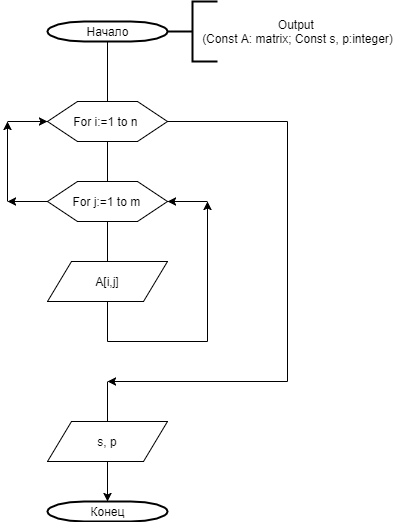 Начало
Output
(Const A: matrix; Const s, p:integer)
For i:=1 to n
For j:=1 to m
A[i,j]
s, p
Конец